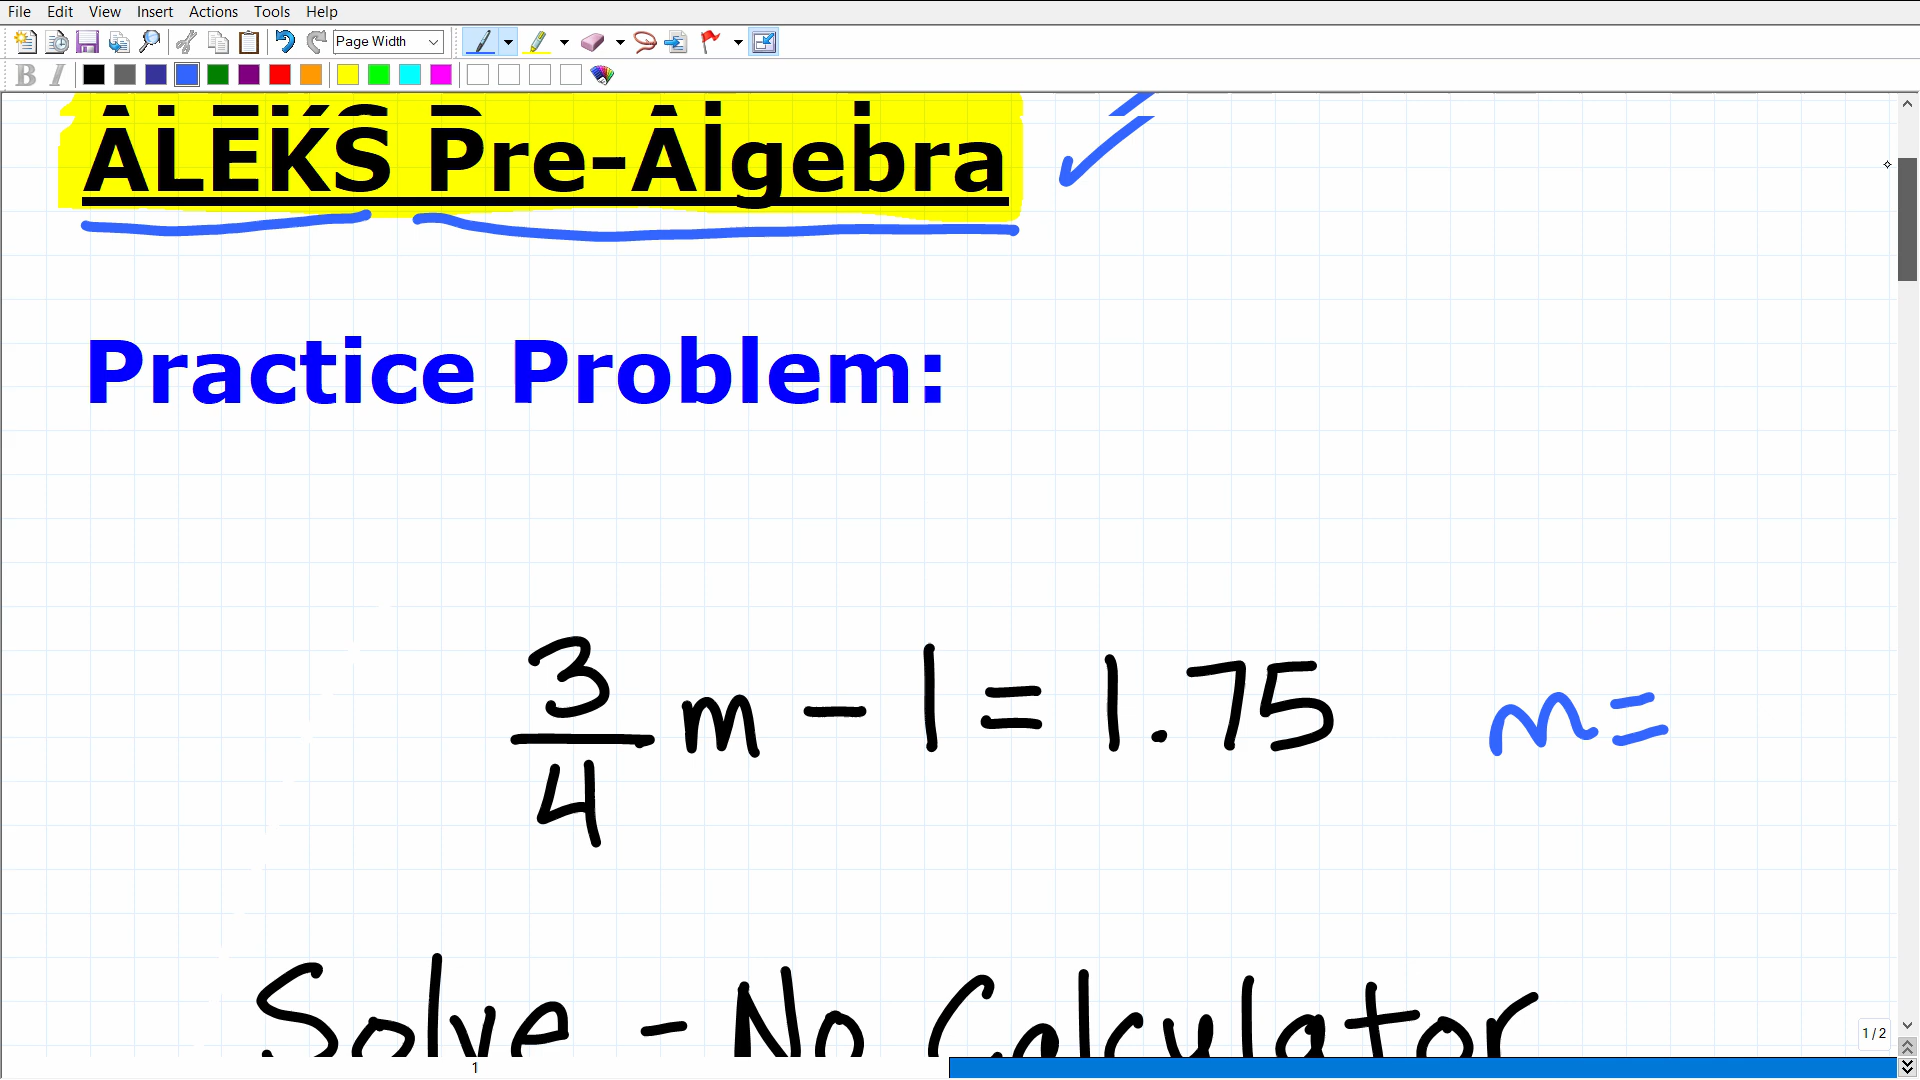 File Edit View Insert Actions Tools Help
Page Width
B I
ALEKS Pre-Algebra
Practice Problem:
3/4 m - 1 = 1.75 m=
Solve - No Calculator
1 / 2
1